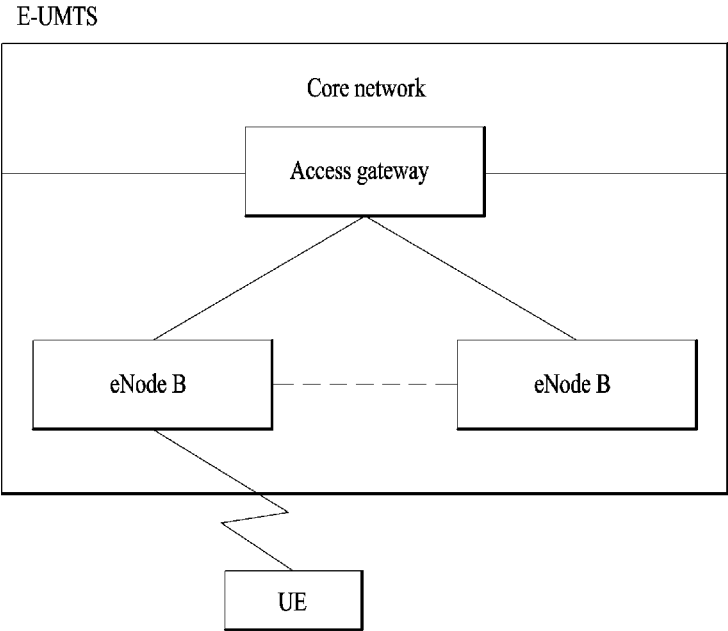 E-UMTS
Core network
Access gateway
eNode B
eNode B
UE